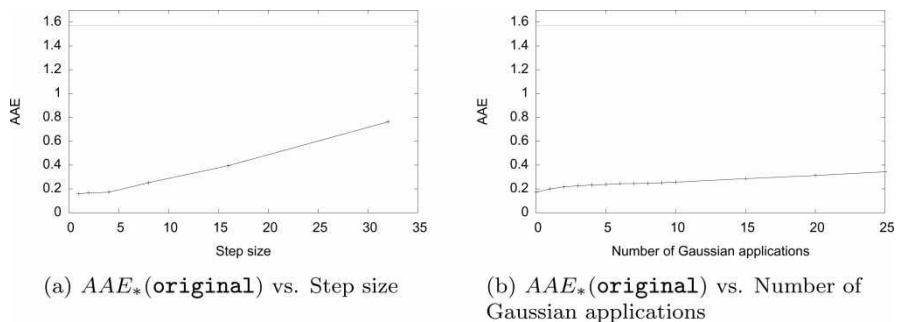 1.6
1.4
1.2
1
0.8
0.6
0.4
0.2
0
AAE
0 5 10 15 20 25 30 35
Step size
(a) AAE*(original) vs. Step size
1.6
1.4
1.2
1
0.8
0.6
0.4
0.2
0
AAE
0 5 10 15 20 25
Number of Gaussian applications
(b) AAE*(original) vs. Number of
Gaussian applications